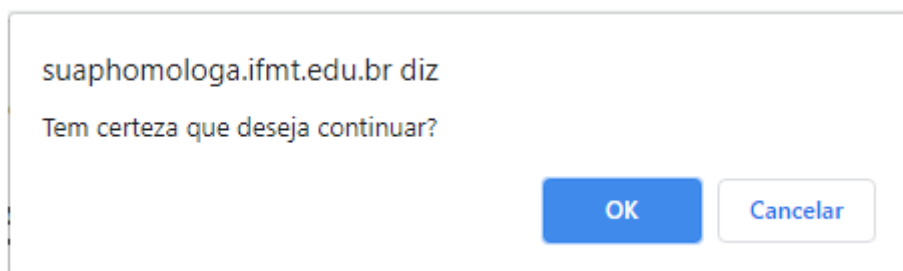 suaphomologa.ifmt.edu.br diz
Tem certeza que deseja continuar?
OK
Cancelar